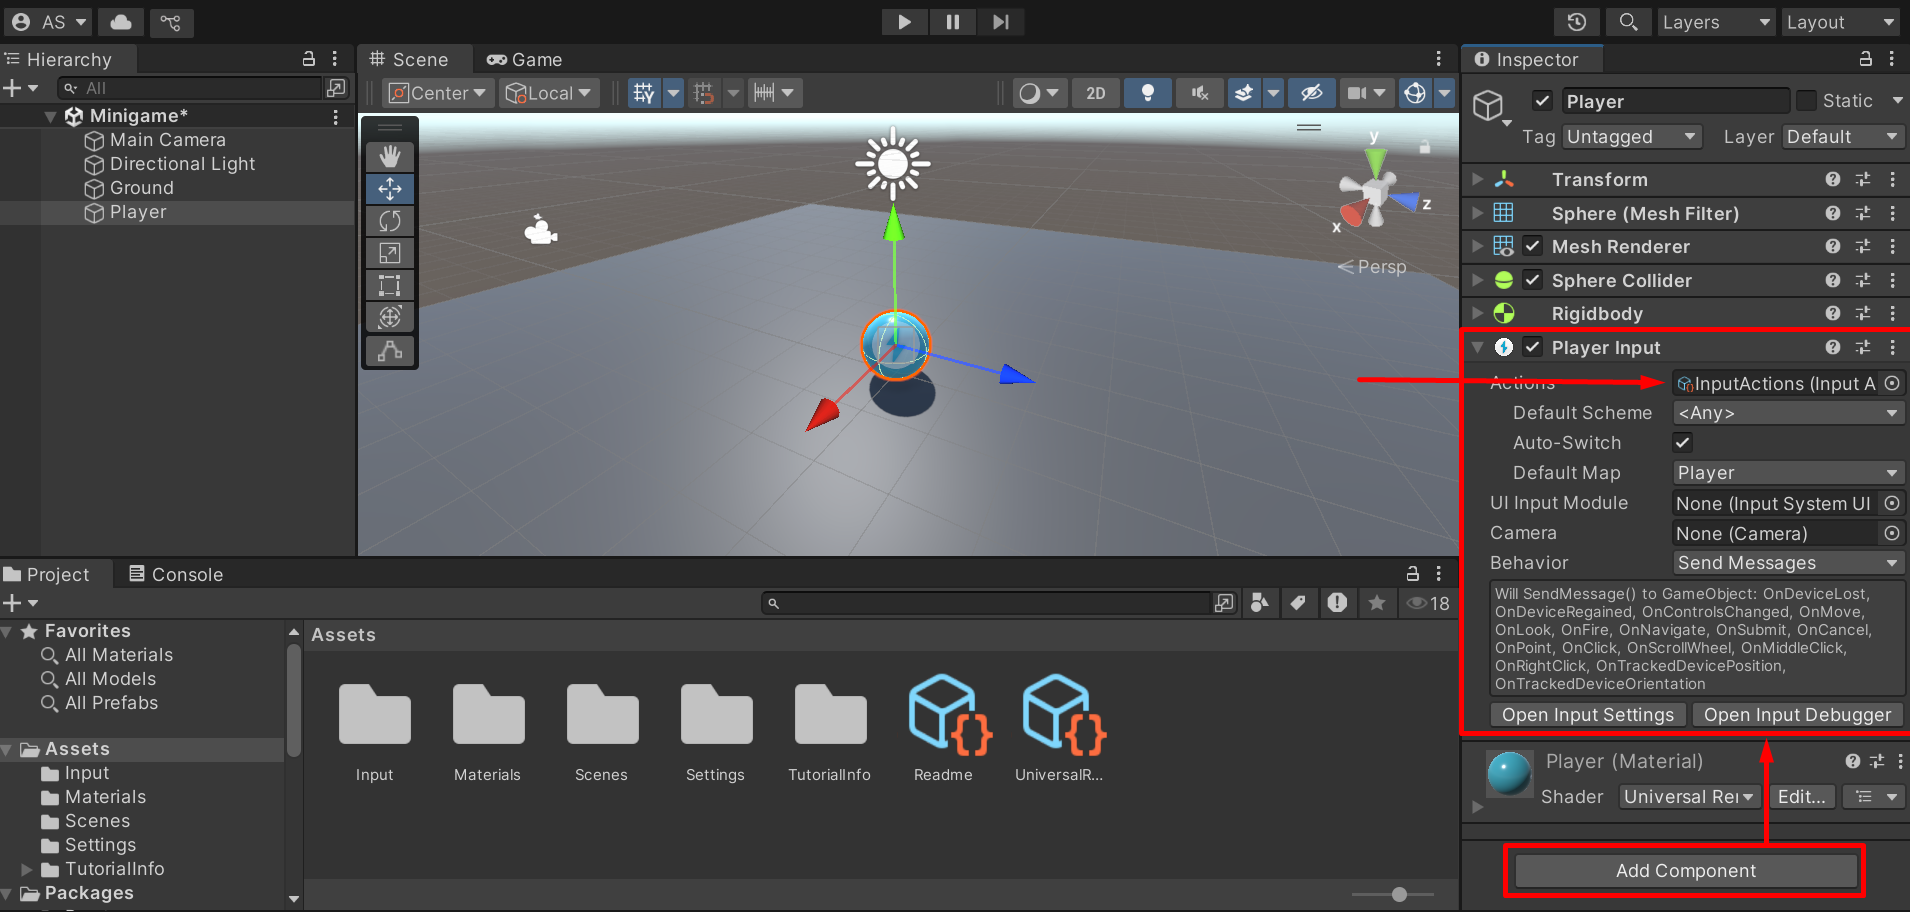 AS
Layers
Layout
Hierarchy
All
Minigame*
Main Camera
Directional Light
Ground
Player
Scene
Game
Center
Local
2D
y
z
x
Persp
Inspector
Player
Static
Tag Untagged
Layer Default
Transform
Sphere (Mesh Filter)
Mesh Renderer
Sphere Collider
Rigidbody
Player Input
Actions InputActions (Input A
Default Scheme <Any>
Auto-Switch
Default Map Player
UI Input Module None (Input System UI
Camera None (Camera)
Behavior Send Messages
Will SendMessage() to GameObject: OnDeviceLost,
OnDeviceRegained, OnControlsChanged, OnMove,
OnLook, OnFire, OnNavigate, OnSubmit, OnCancel,
OnPoint, OnClick, OnScrollWheel, OnMiddleClick,
OnRightClick, OnTrackedDevicePosition,
OnTrackedDeviceOrientation
Open Input Settings
Open Input Debugger
Player (Material)
Shader Universal Re
Edit...
Add Component
Project
Console
18
Favorites
All Materials
All Models
All Prefabs
Assets
Input
Materials
Scenes
Settings
TutorialInfo
Packages
Assets
Input
Materials
Scenes
Settings
TutorialInfo
Readme
UniversalR...